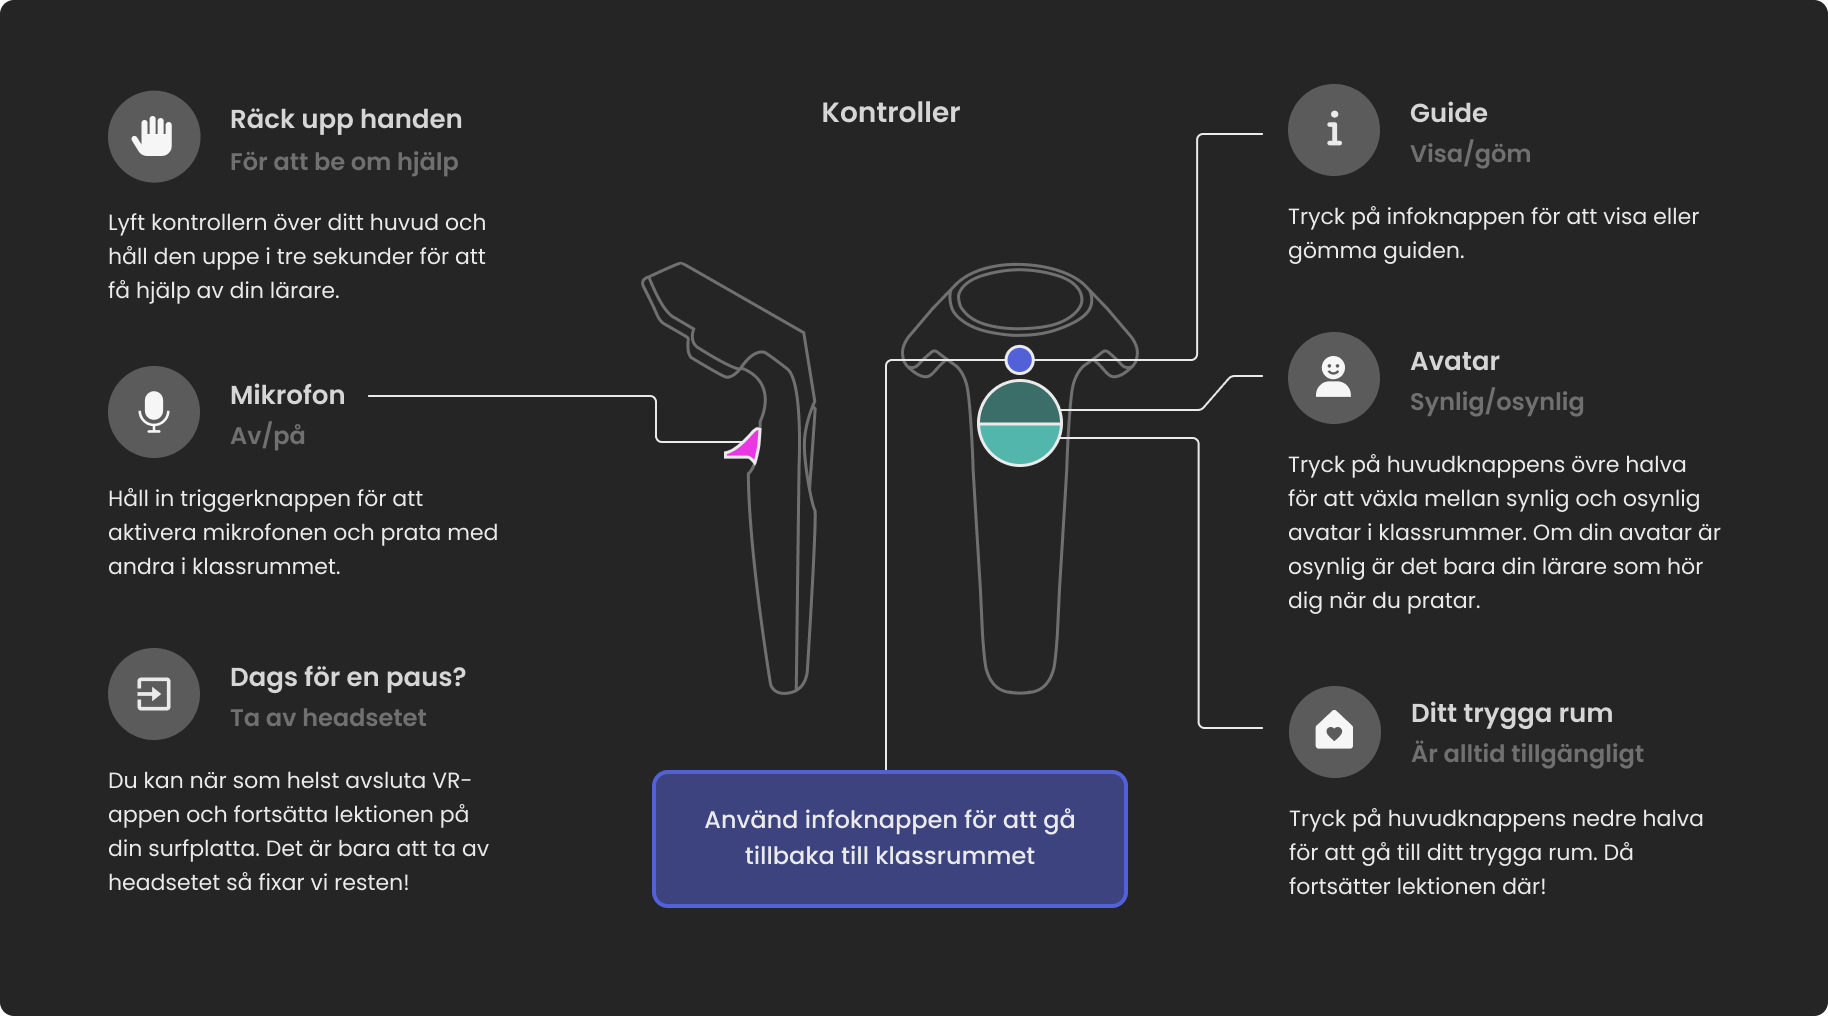 Räck upp handen
För att be om hjälp
Lyft kontrollern över ditt huvud och
håll den uppe i tre sekunder för att
få hjälp av din lärare.
Mikrofon
Av/på
Håll in triggerknappen för att
aktivera mikrofonen och prata med
andra i klassrummet.
Dags för en paus?
Ta av headsetet
Du kan när som helst avsluta VR-
appen och fortsätta lektionen på
din surfplatta. Det är bara att ta av
headsetet så fixar vi resten!
Kontroller
Använd infoknappen för att gå
tillbaka till klassrummet
Guide
Visa/göm
Tryck på infoknappen för att visa eller
gömma guiden.
Avatar
Synlig/osynlig
Tryck på huvudknappens övre halva
för att växla mellan synlig och osynlig
avatar i klassrummer. Om din avatar är
osynlig är det bara din lärare som hör
dig när du pratar.
Ditt trygga rum
Är alltid tillgängligt
Tryck på huvudknappens nedre halva
för att gå till ditt trygga rum. Då
fortsätter lektionen där!